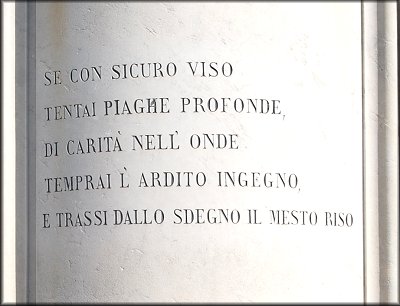 SE CON SICURO VISO
TENTAI PIAGHE PROFONDE,
DI CARITÀ NELL' ONDE
TEMPRAI L' ARDITO INGEGNO,
E TRASSI DALLO SDEGNO IL MESTO RISO